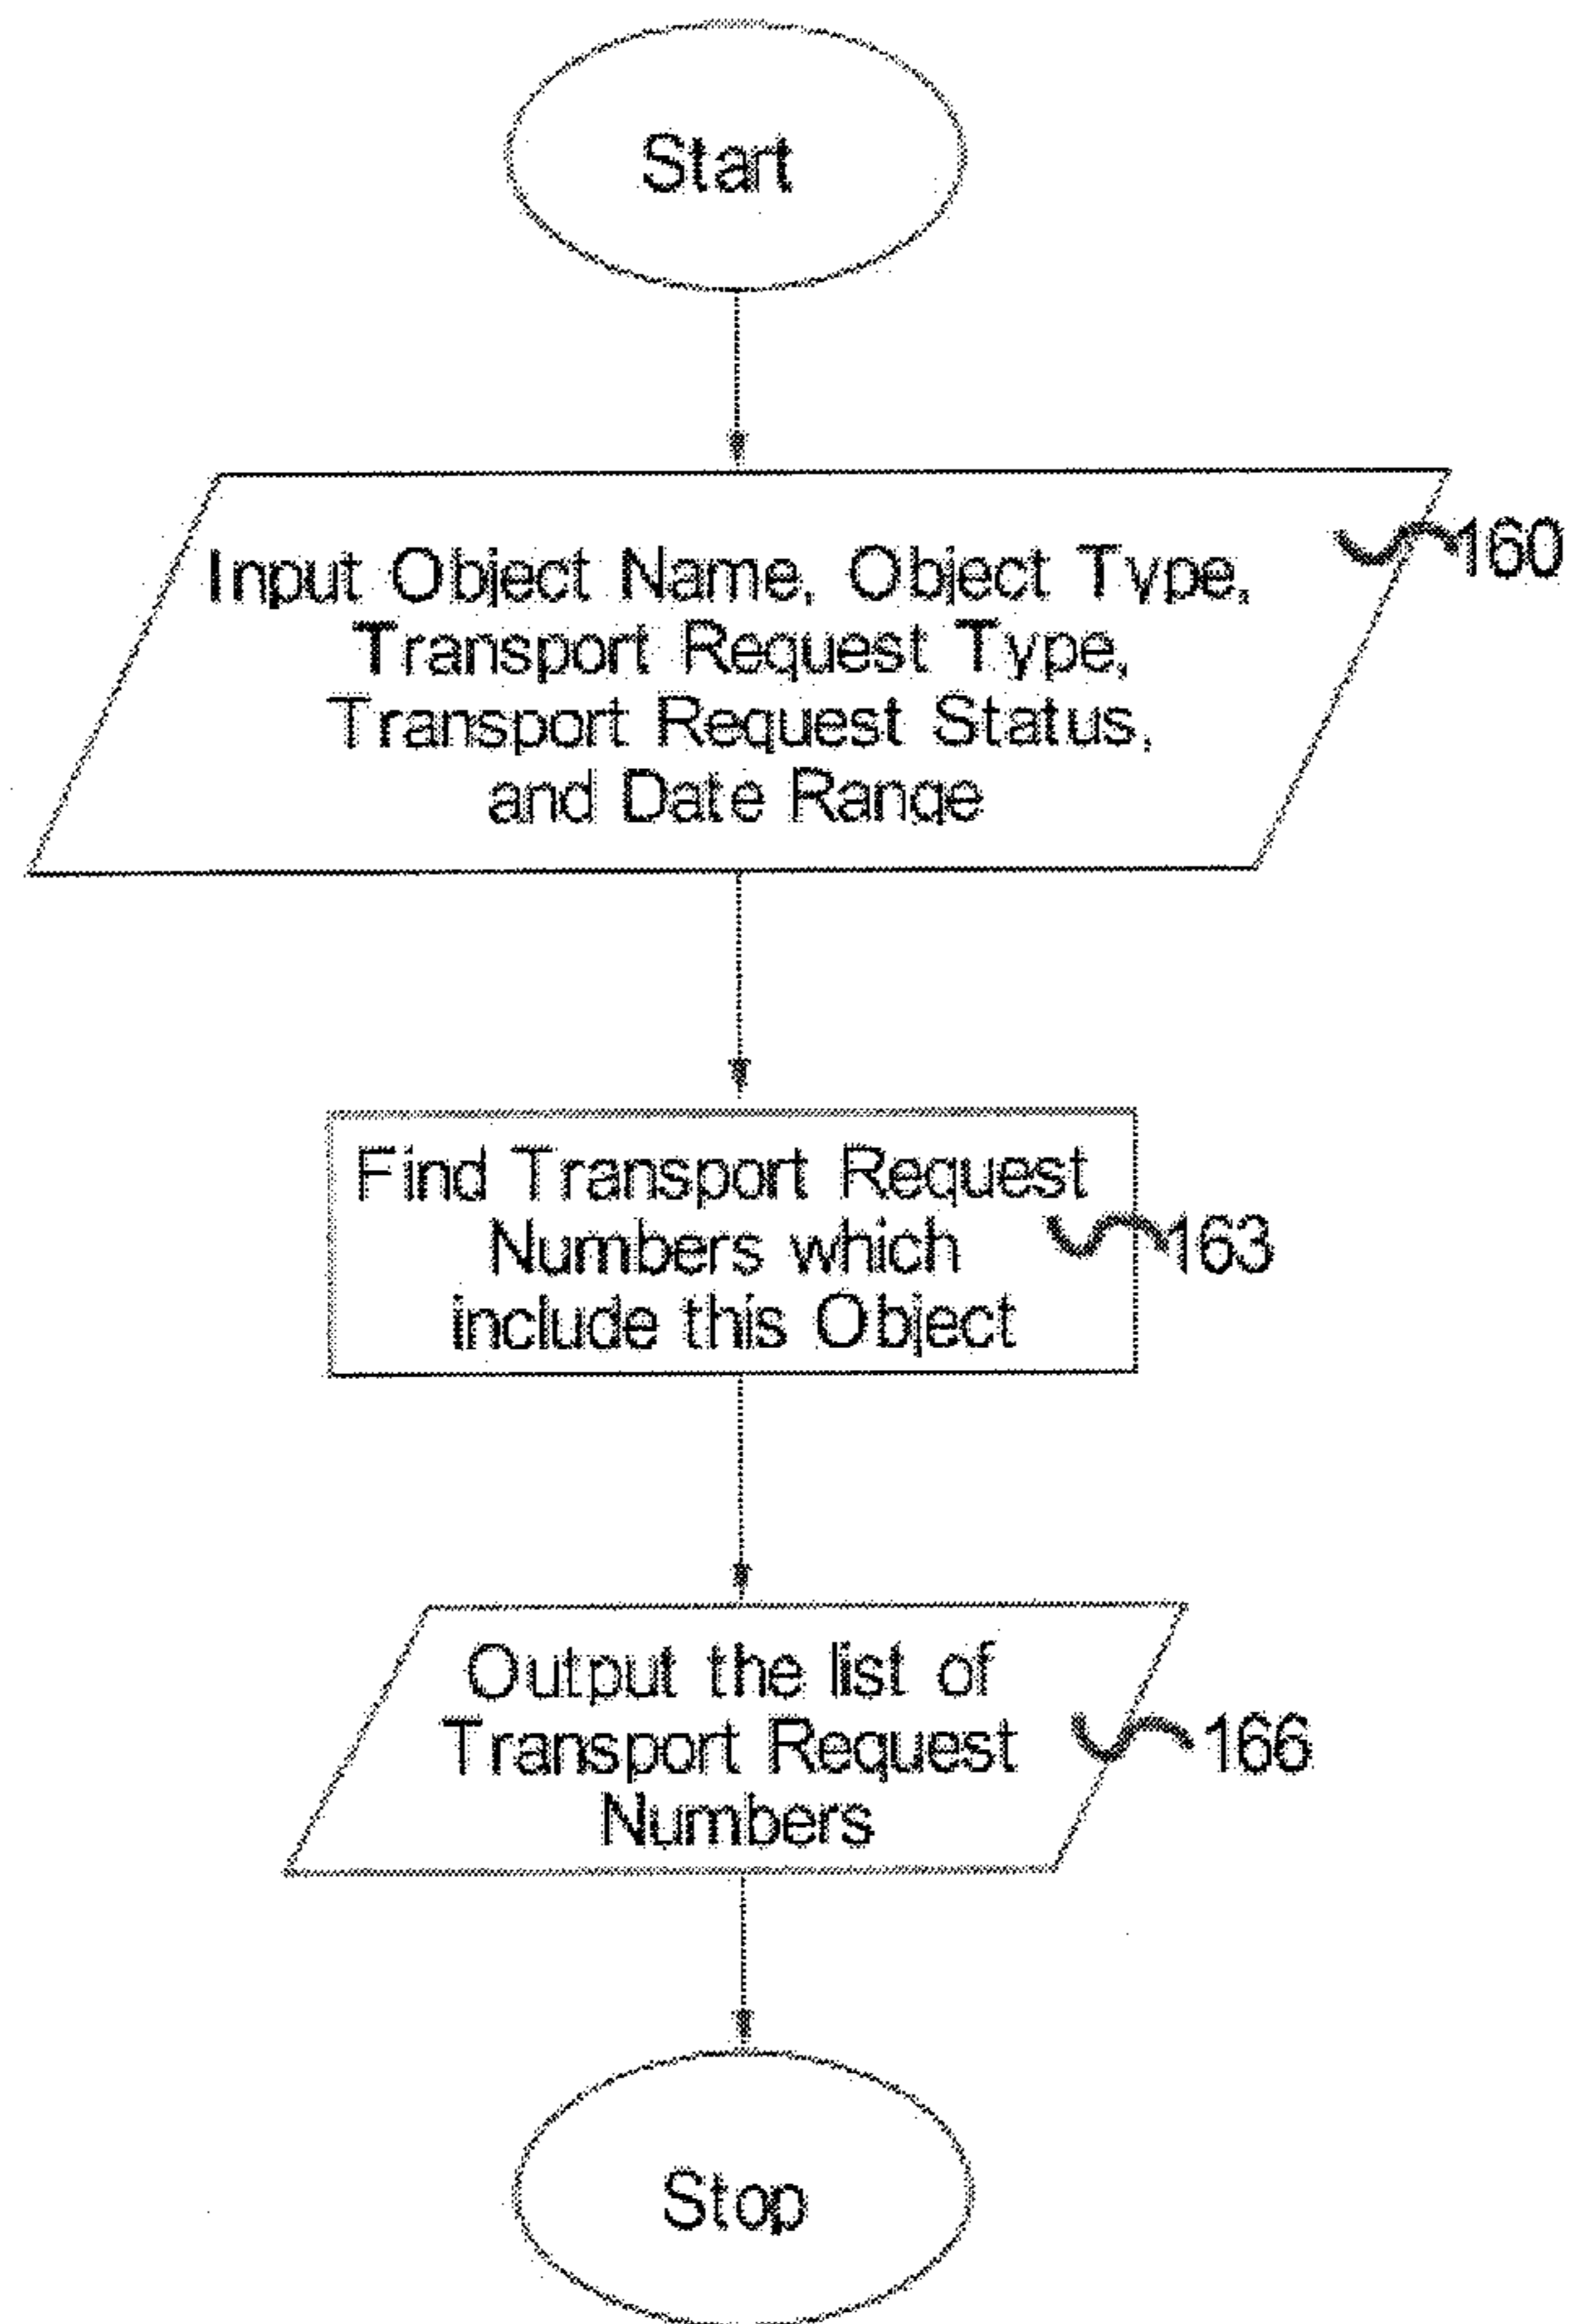 Start
Input Object Name, Object Type,
Transport Request Type,
Transport Request Status,
and Date Range
160
Find Transport Request
Numbers which
include this Object
163
Output the list of
Transport Request
Numbers
166
Stop